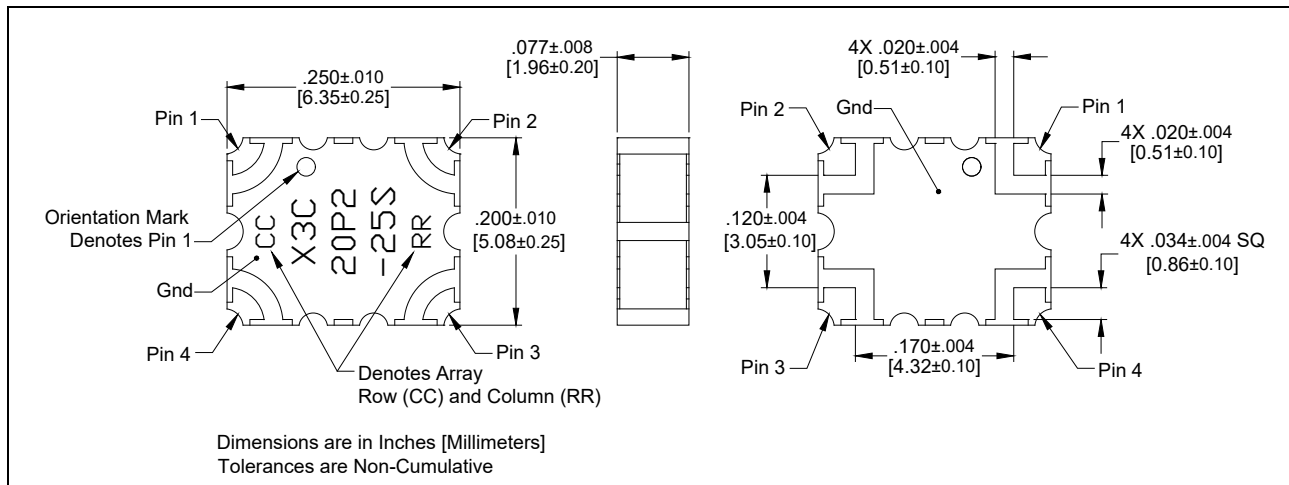 .250±.010
[6.35±0.25]
Pin 1
Pin 2
Orientation Mark
Denotes Pin 1
CC
X3C
20P2
-25S
RR
.200±.010
[5.08±0.25]
Gnd
Pin 4
Pin 3
Denotes Array
Row (CC) and Column (RR)
.077±.008
[1.96±0.20]
4X .020±.004
[0.51±0.10]
Pin 2
Gnd
Pin 1
4X .020±.004
[0.51±0.10]
.120±.004
[3.05±0.10]
4X .034±.004 SQ
[0.86±0.10]
Pin 3
.170±.004
[4.32±0.10]
Pin 4
Dimensions are in Inches [Millimeters]
Tolerances are Non-Cumulative